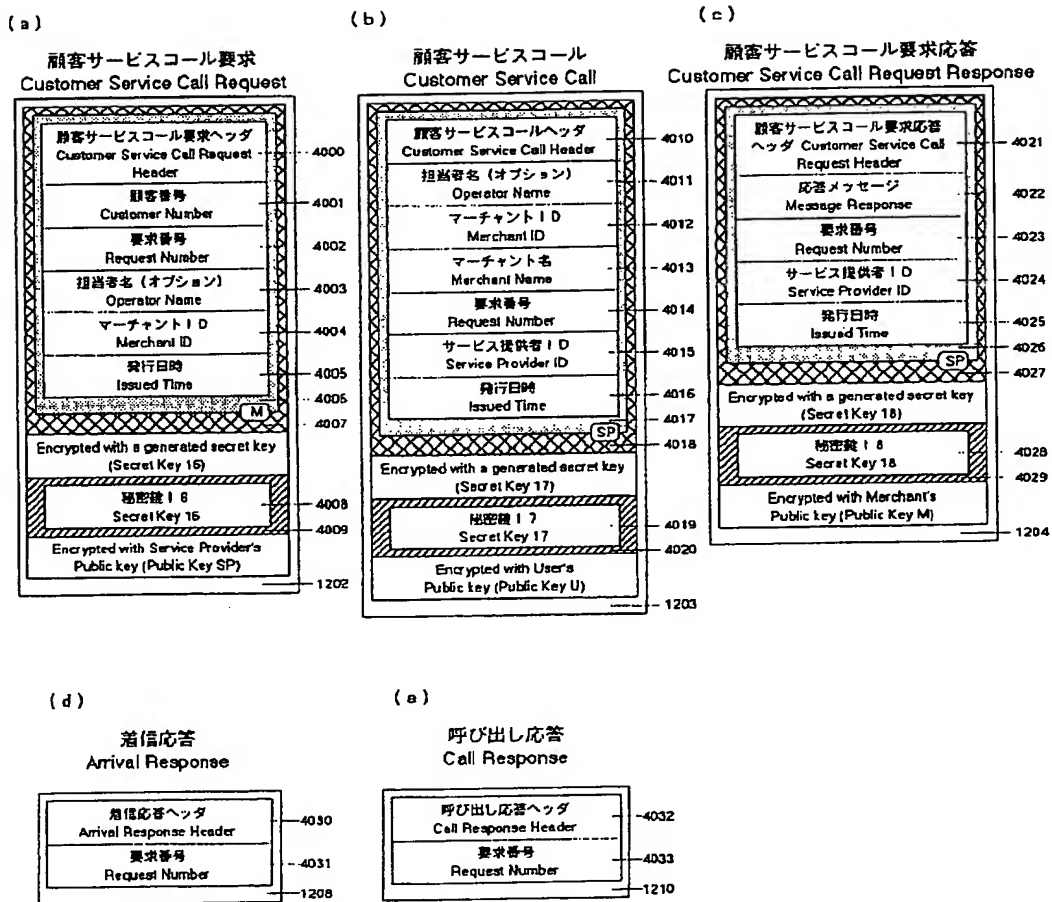 (a)
顧客サービスコール要求
Customer Service Call Request
顧客サービスコール要求ヘッダ
Customer Service Call Request
Header
4000
顧客番号
Customer Number
4001
要求番号
Request Number
4002
担当者名(オプション)
Operator Name
4003
マーチャントID
Merchant ID
4004
発行日時
Issued Time
4005
4006
M
4007
Encrypted with a generated secret key
(Secret Key 16)
秘密鍵16
Secret Key 16
4008
4009
Encrypted with Service Provider's
Public key (Public Key SP)
1202
(b)
顧客サービスコール
Customer Service Call
顧客サービスコールヘッダ
Customer Service Call Header
4010
担当者名(オプション)
Operator Name
4011
マーチャントID
Merchant ID
4012
マーチャント名
Merchant Name
4013
要求番号
Request Number
4014
サービス提供者ID
Service Provider ID
4015
発行日時
Issued Time
4016
4017
SP
4018
Encrypted with a generated secret key
(Secret Key 17)
秘密鍵17
Secret Key 17
4019
4020
Encrypted with User's
Public key (Public Key U)
1203
(c)
顧客サービスコール要求応答
Customer Service Call Request Response
顧客サービスコール要求応答
ヘッダ Customer Service Call
Request Header
4021
応答メッセージ
Message Response
4022
要求番号
Request Number
4023
サービス提供者ID
Service Provider ID
4024
発行日時
Issued Time
4025
4026
SP
4027
Encrypted with a generated secret key
(Secret Key 18)
秘密鍵18
Secret Key 18
4028
4029
Encrypted with Merchant's
Public key (Public Key M)
1204
(d)
着信応答
Arrival Response
着信応答ヘッダ
Arrival Response Header
4030
要求番号
Request Number
4031
1208
(e)
呼び出し応答
Call Response
呼び出し応答ヘッダ
Call Response Header
4032
要求番号
Request Number
4033
1210